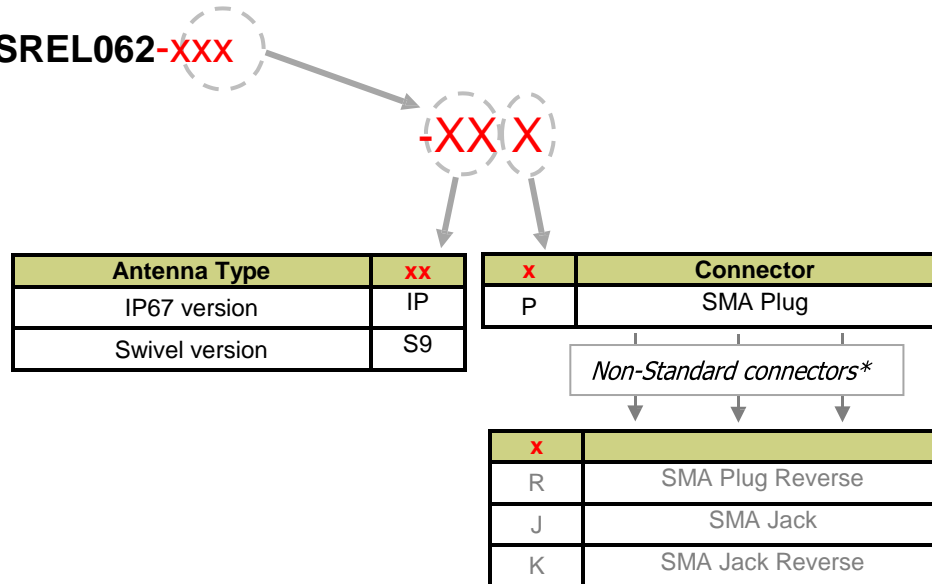 SREL062-xxx
-XX X
Antenna Type xx
IP67 version IP
Swivel version S9
x Connector
P SMA Plug
Non-Standard connectors*
x
R SMA Plug Reverse
J SMA Jack
K SMA Jack Reverse